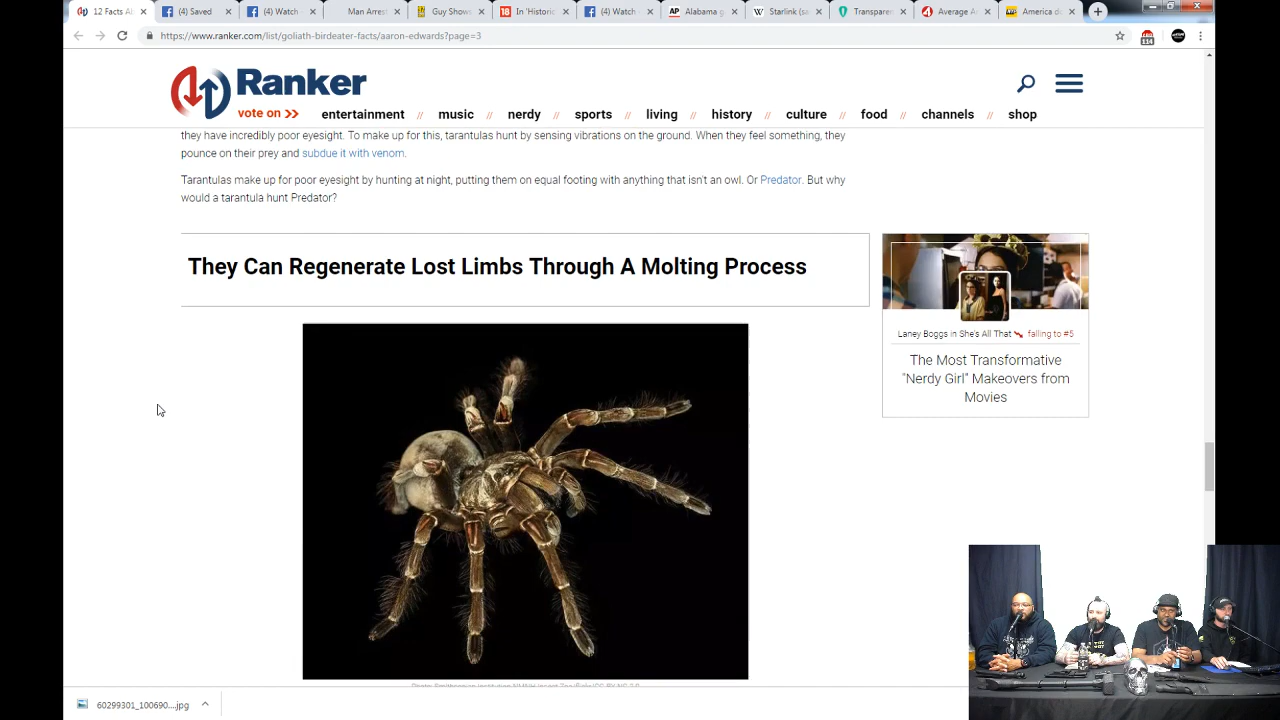 12 Facts Ab
(4) Saved
(4) Watch
Man Arres
Guy Show
In 'Historic
(4) Watch
AP Alabama g
W Starlink (sa
Transparen
Average A
America do
https://www.ranker.com/list/goliath-birdeater-facts/aaron-edwards?page=3
114
Ranker
vote on >> entertainment // music // nerdy // sports // living // history // culture // food // channels // shop
they have incredibly poor eyesight. To make up for this, tarantulas hunt by sensing vibrations on the ground. When they feel something, they
pounce on their prey and subdue it with venom.
Tarantulas make up for poor eyesight by hunting at night, putting them on equal footing with anything that isn't an owl. Or Predator. But why
would a tarantula hunt Predator?
They Can Regenerate Lost Limbs Through A Molting Process
Laney Boggs in She's All That falling to #5
The Most Transformative
"Nerdy Girl" Makeovers from
Movies
60299301_100690....jpg